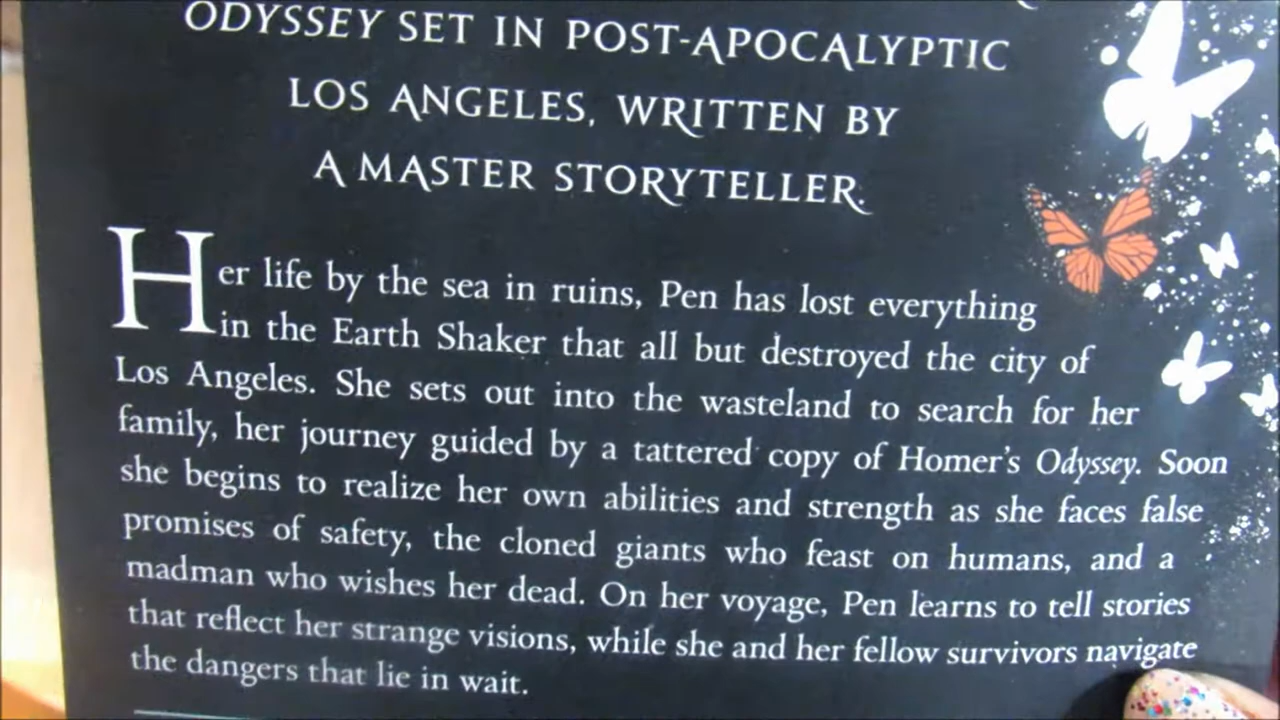 ODYSSEY SET IN POST-APOCALYPTIC
LOS ANGELES, WRITTEN BY
A MASTER STORYTELLER.
Her life by the sea in ruins, Pen has lost everything
in the Earth Shaker that all but destroyed the city of
Los Angeles. She sets out into the wasteland to search for her
family, her journey guided by a tattered copy of Homer's Odyssey. Soon
she begins to realize her own abilities and strength as she faces false
promises of safety, the cloned giants who feast on humans, and a
madman who wishes her dead. On her voyage, Pen learns to tell stories
that reflect her strange visions, while she and her fellow survivors navigate
the dangers that lie in wait.